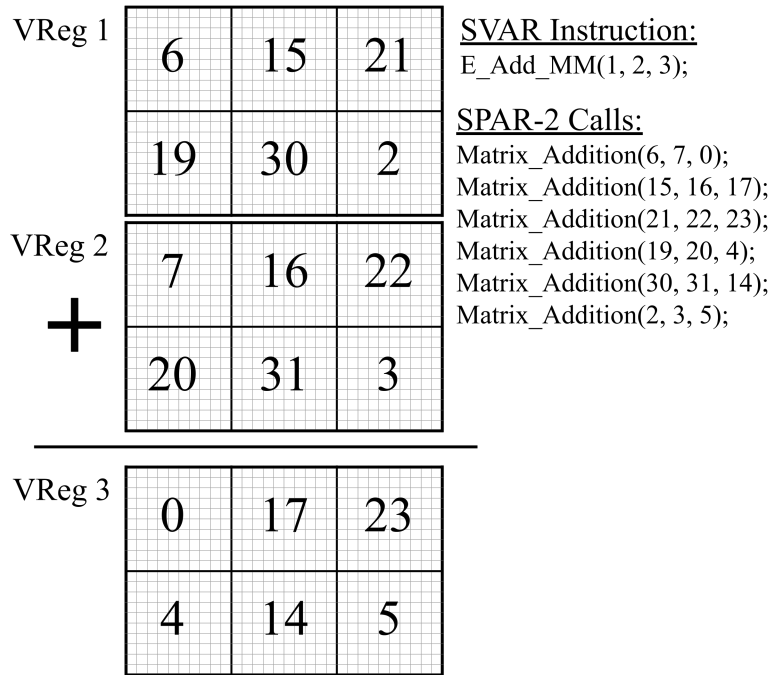 VReg 1
6 15 21
19 30 2
VReg 2
+
7 16 22
20 31 3
VReg 3
0 17 23
4 14 5
SVAR Instruction:
E_Add_MM(1, 2, 3);
SPAR-2 Calls:
Matrix_Addition(6, 7, 0);
Matrix_Addition(15, 16, 17);
Matrix_Addition(21, 22, 23);
Matrix_Addition(19, 20, 4);
Matrix_Addition(30, 31, 14);
Matrix_Addition(2, 3, 5);